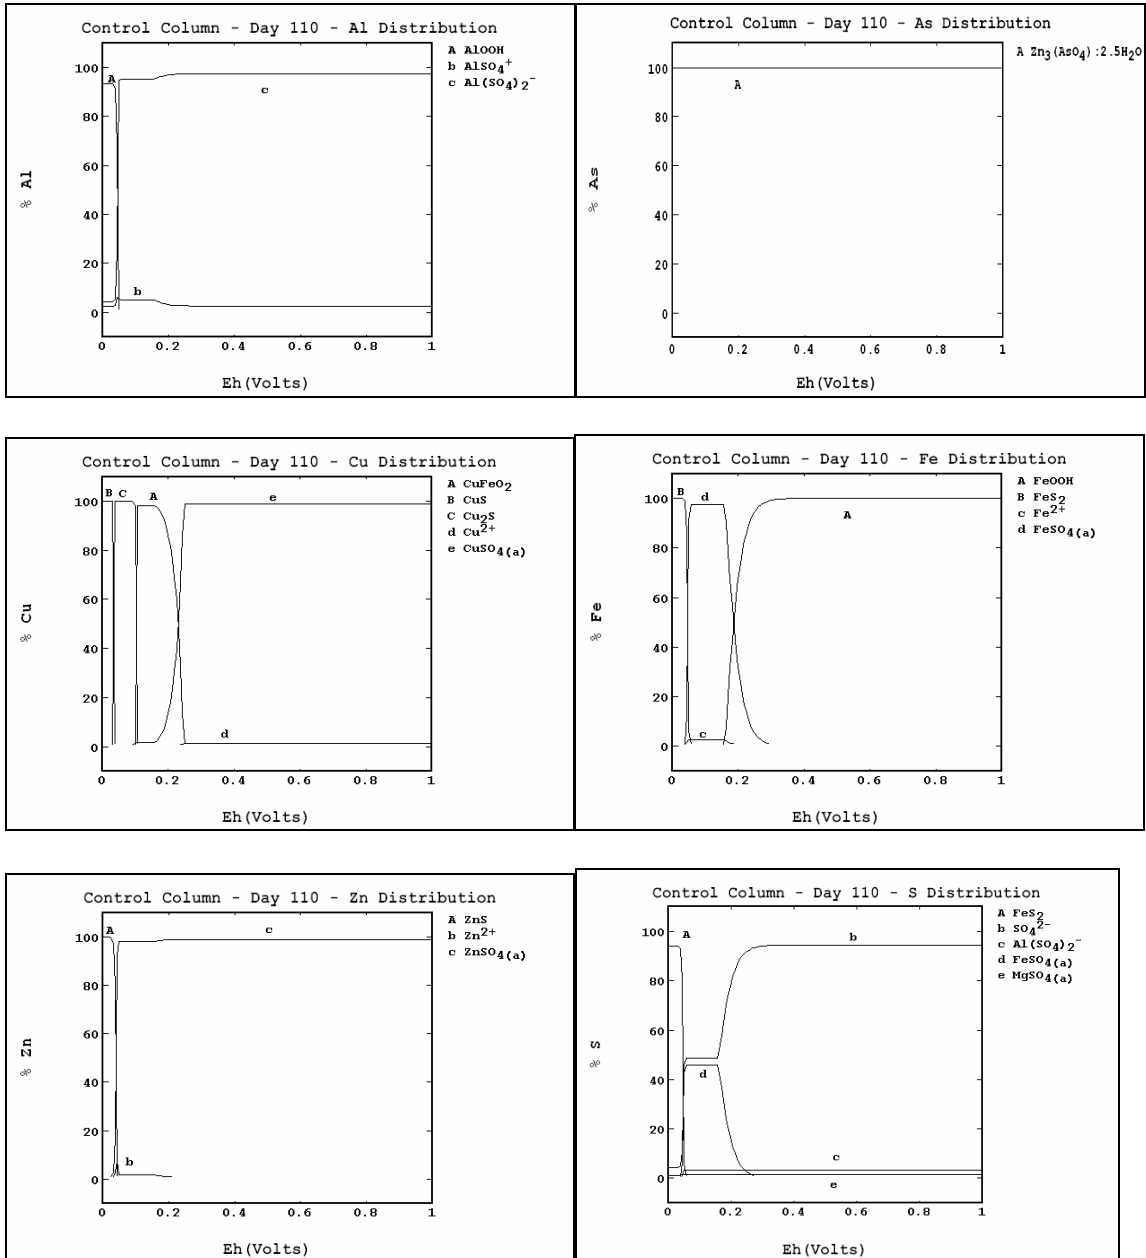 Control Column - Day 110 - Al Distribution
A AlOOH
b AlSO4+
c Al(SO4)2-
100
80
60
40
20
0
% Al
A
c
b
0 0.2 0.4 0.6 0.8 1
Eh(Volts)
Control Column - Day 110 - As Distribution
A Zn3(AsO4):2.5H2O
100
80
60
40
20
0
% As
A
0 0.2 0.4 0.6 0.8 1
Eh(Volts)
Control Column - Day 110 - Cu Distribution
A CuFeO2
B CuS
C Cu2S
d Cu2+
e CuSO4(a)
100
80
60
40
20
0
% Cu
B C A e
d
0 0.2 0.4 0.6 0.8 1
Eh(Volts)
Control Column - Day 110 - Fe Distribution
A FeOOH
B FeS2
c Fe2+
d FeSO4(a)
100
80
60
40
20
0
% Fe
B d
A
c
0 0.2 0.4 0.6 0.8 1
Eh(Volts)
Control Column - Day 110 - Zn Distribution
A ZnS
b Zn2+
c ZnSO4(a)
100
80
60
40
20
0
% Zn
A c
b
0 0.2 0.4 0.6 0.8 1
Eh(Volts)
Control Column - Day 110 - S Distribution
A FeS2
b SO42-
c Al(SO4)2-
d FeSO4(a)
e MgSO4(a)
100
80
60
40
20
0
% S
A b
d
c
e
0 0.2 0.4 0.6 0.8 1
Eh(Volts)